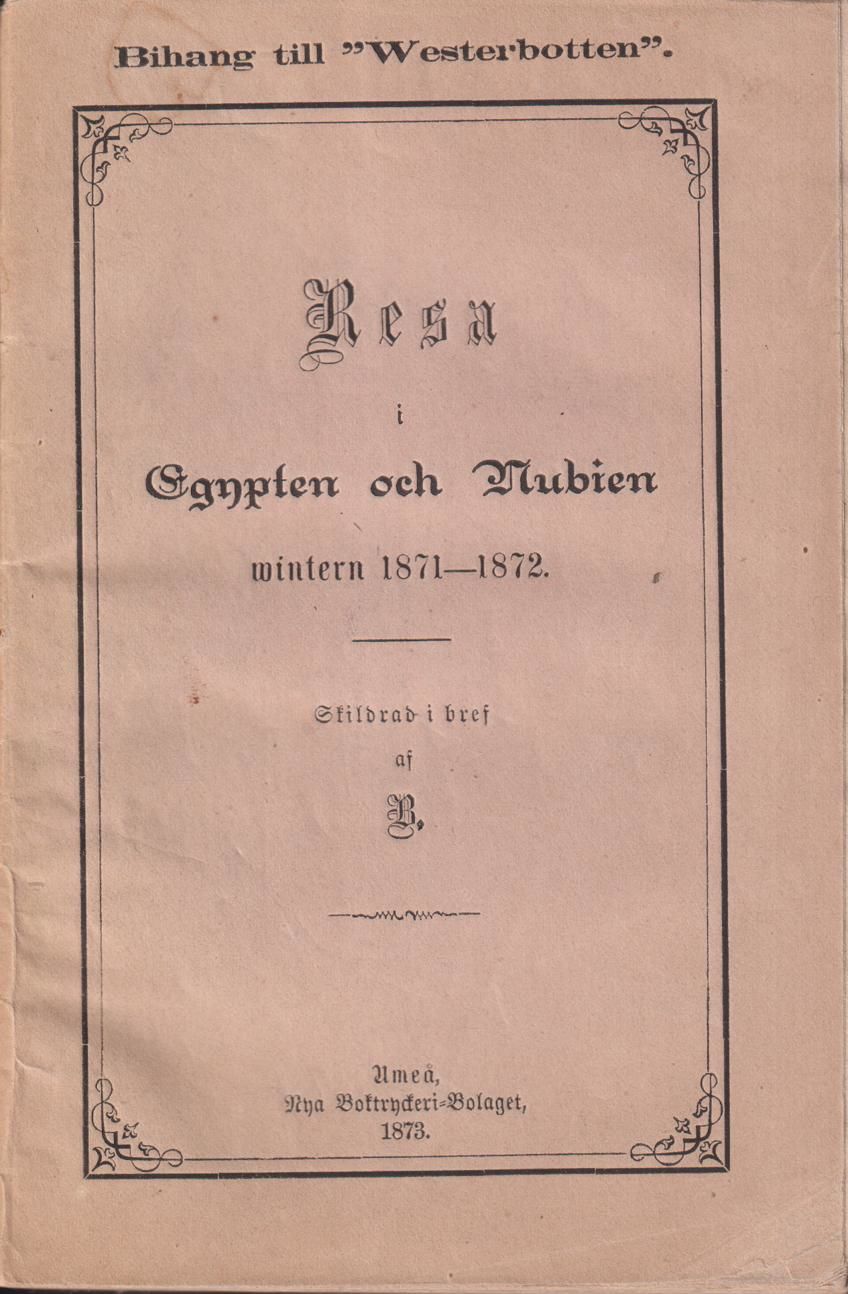 Bihang till ”Westerbotten”.
Resa
i
Egypten och Nubien
wintern 1871—1872.
Skildrad i bref
af
B.
Umeå,
Nya Boktryckeri-Bolaget,
1873.